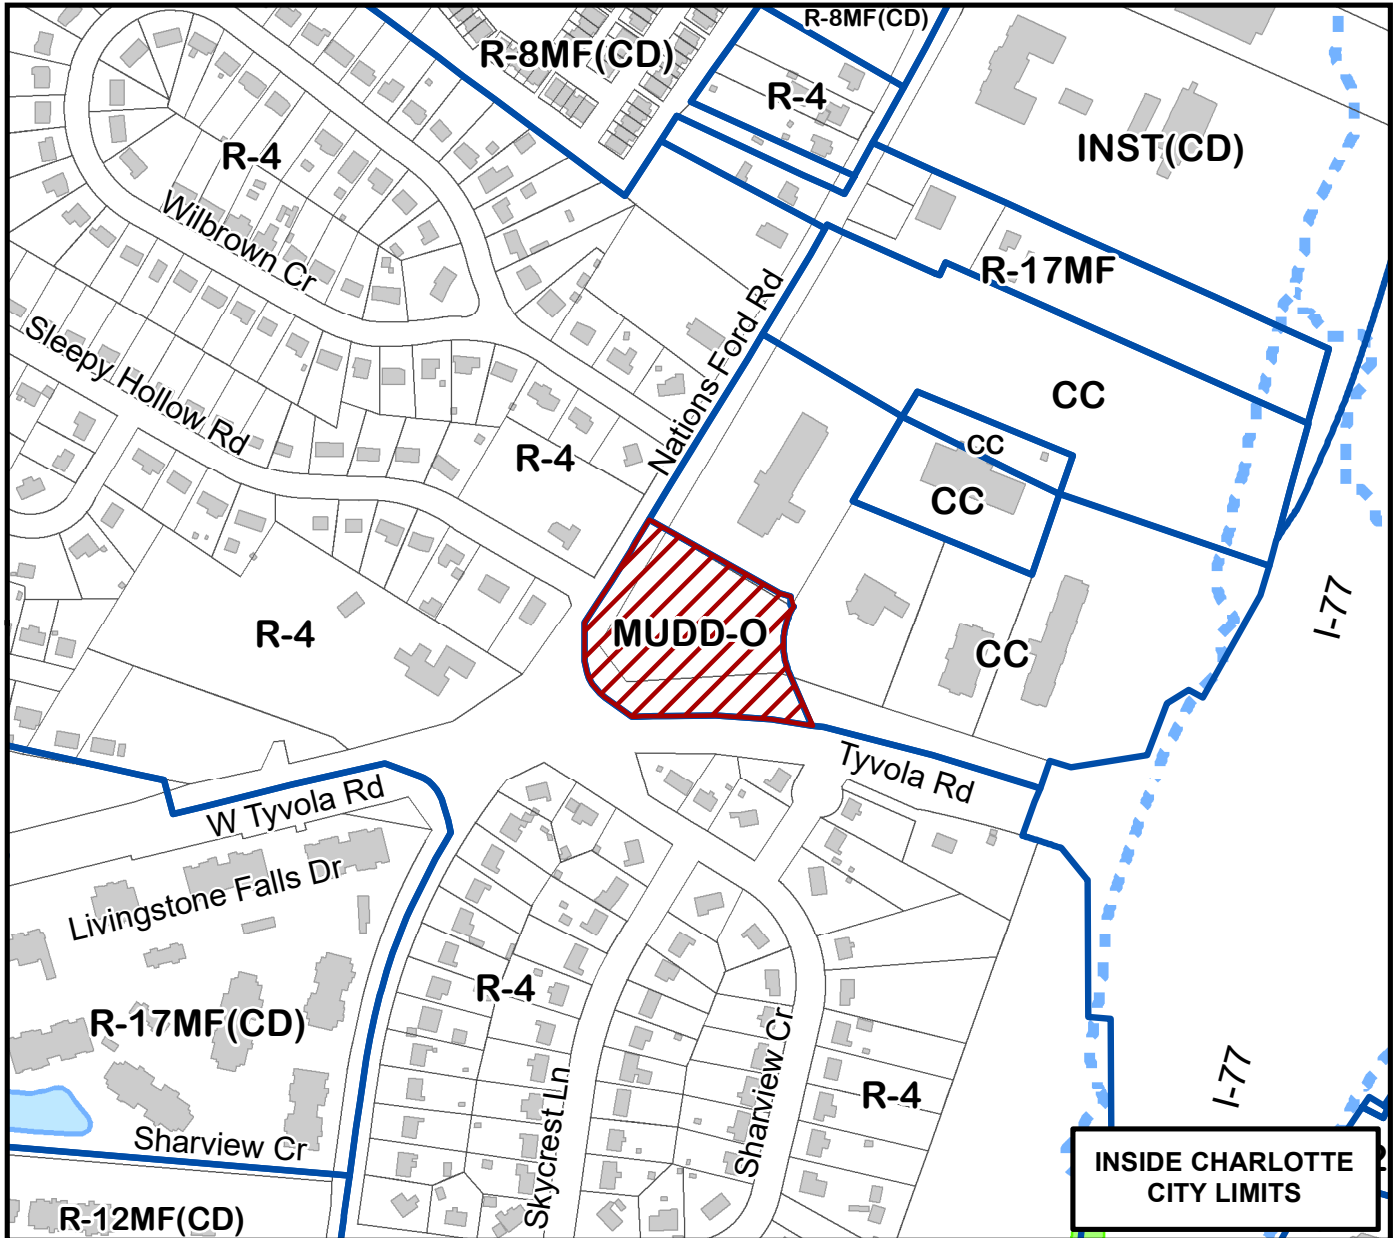 R-8MF(CD)
R-8MF(CD)
R-4
INST(CD)
R-4
Wilbrown Cr
R-17MF
Nations Ford Rd
Sleepy Hollow Rd
CC
CC
R-4
CC
I-77
MUDD-O
R-4
CC
Tyvola Rd
W Tyvola Rd
Livingstone Falls Dr
R-4
R-17MF(CD)
Sharview Cr
I-77
R-4
Skycrest Ln
Sharview Cr
INSIDE CHARLOTTE
CITY LIMITS
R-12MF(CD)